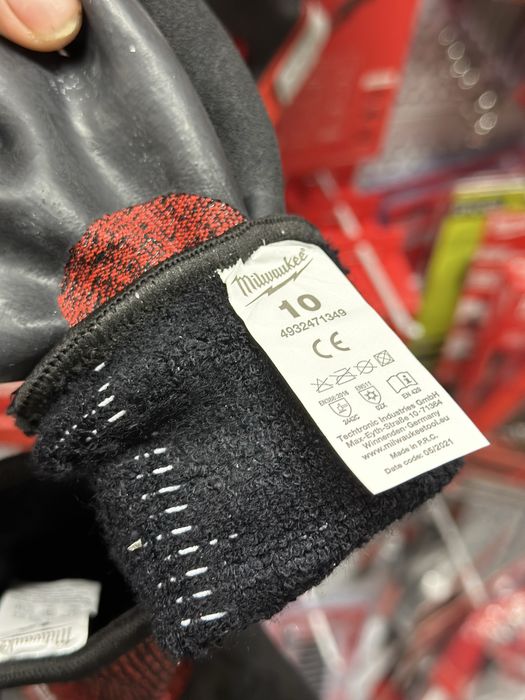 Milwaukee
10
4932471349
CE
EN388:2016
EN511
EN 420
Techtronic Industries GmbH
Max-Eyth-Straße 10 -71364
Winnenden-Germany
www.milwaukeetool.eu
Made in P.R.C.
Date code: 05/2021
Milwaukee